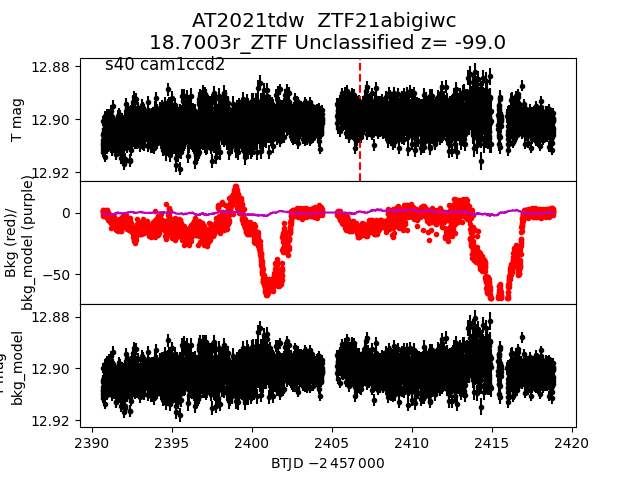 AT2021tdw  ZTF21abigiwc
18.7003r_ZTF Unclassified z= -99.0
s40 cam1ccd2
12.88
12.90
12.92
T mag
0
−50
Bkg (red)/
bkg_model (purple)
12.88
12.90
12.92
mag
bkg_model
2390 2395 2400 2405 2410 2415 2420
BTJD −2 457 000